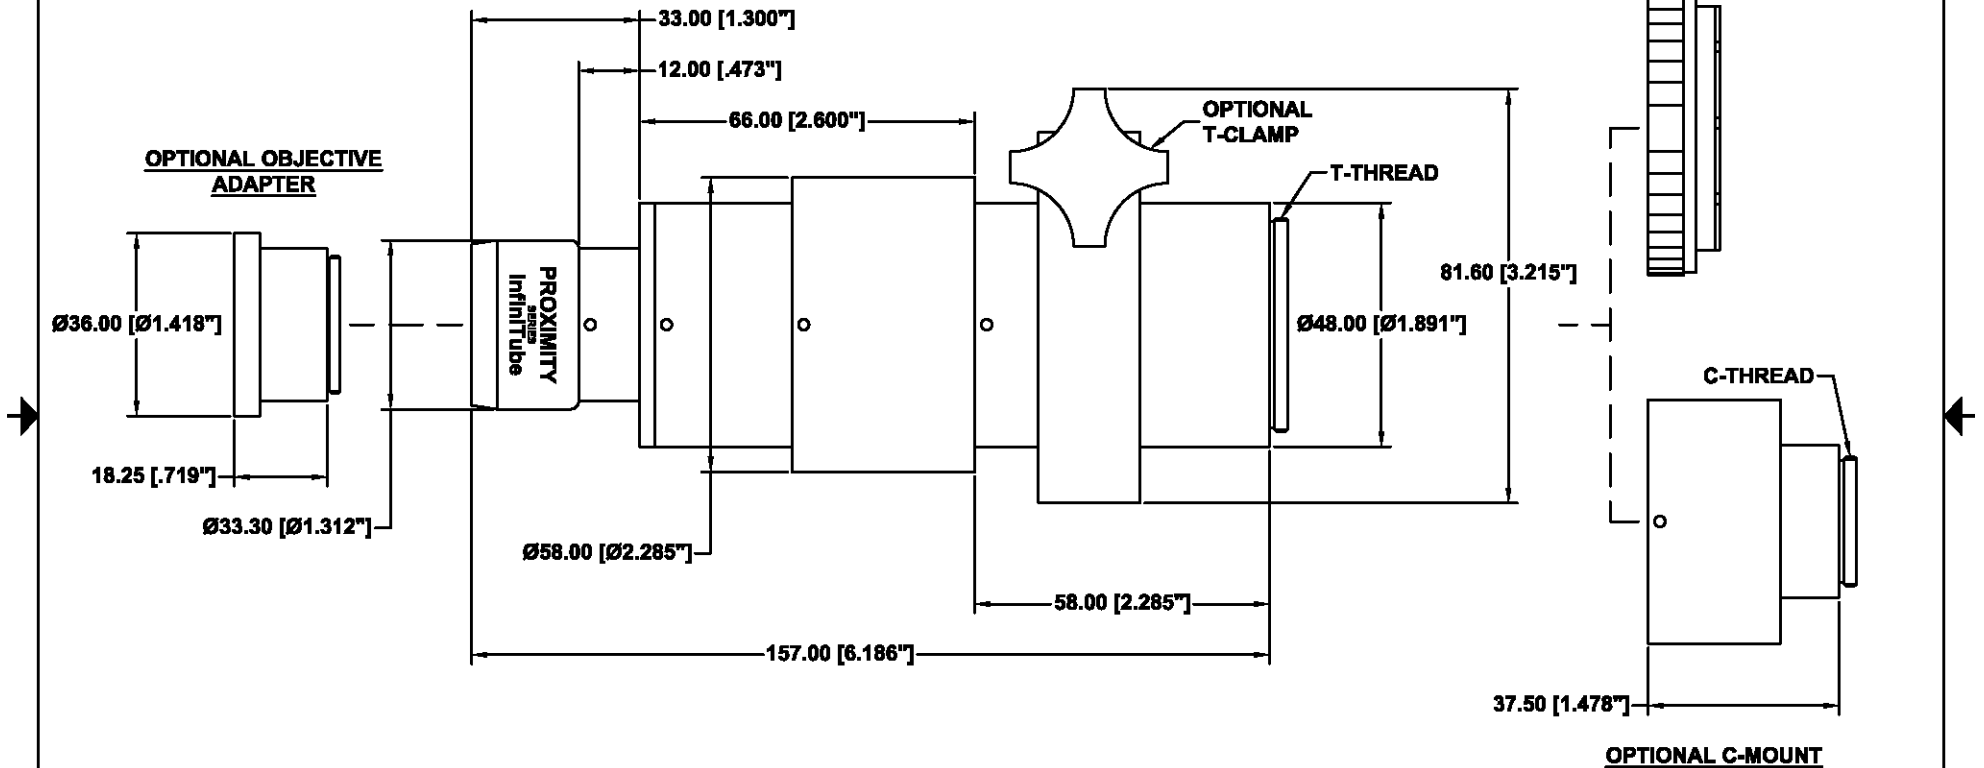 33.00 [1.300"]
12.00 [.473"]
66.00 [2.600"]
OPTIONAL
T-CLAMP
T-THREAD
OPTIONAL OBJECTIVE
ADAPTER
Ø36.00 [Ø1.418"]
PROXIMITY
SERIES
InfiniTube
81.60 [3.215"]
Ø48.00 [Ø1.891"]
C-THREAD
18.25 [.719"]
Ø33.30 [Ø1.312"]
Ø58.00 [Ø2.285"]
58.00 [2.285"]
157.00 [6.186"]
37.50 [1.478"]
OPTIONAL C-MOUNT